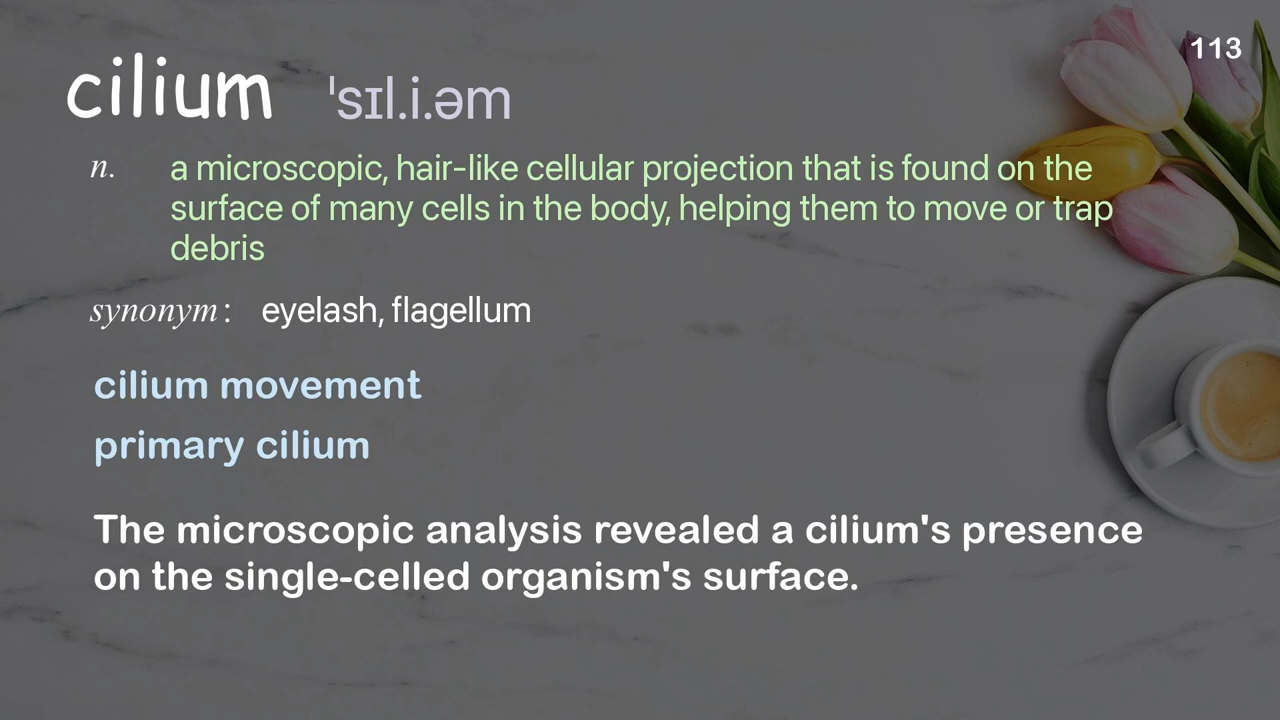 113
cilium ˈsɪl.i.əm
n. a microscopic, hair-like cellular projection that is found on the
surface of many cells in the body, helping them to move or trap
debris
synonym: eyelash, flagellum
cilium movement
primary cilium
The microscopic analysis revealed a cilium's presence
on the single-celled organism's surface.